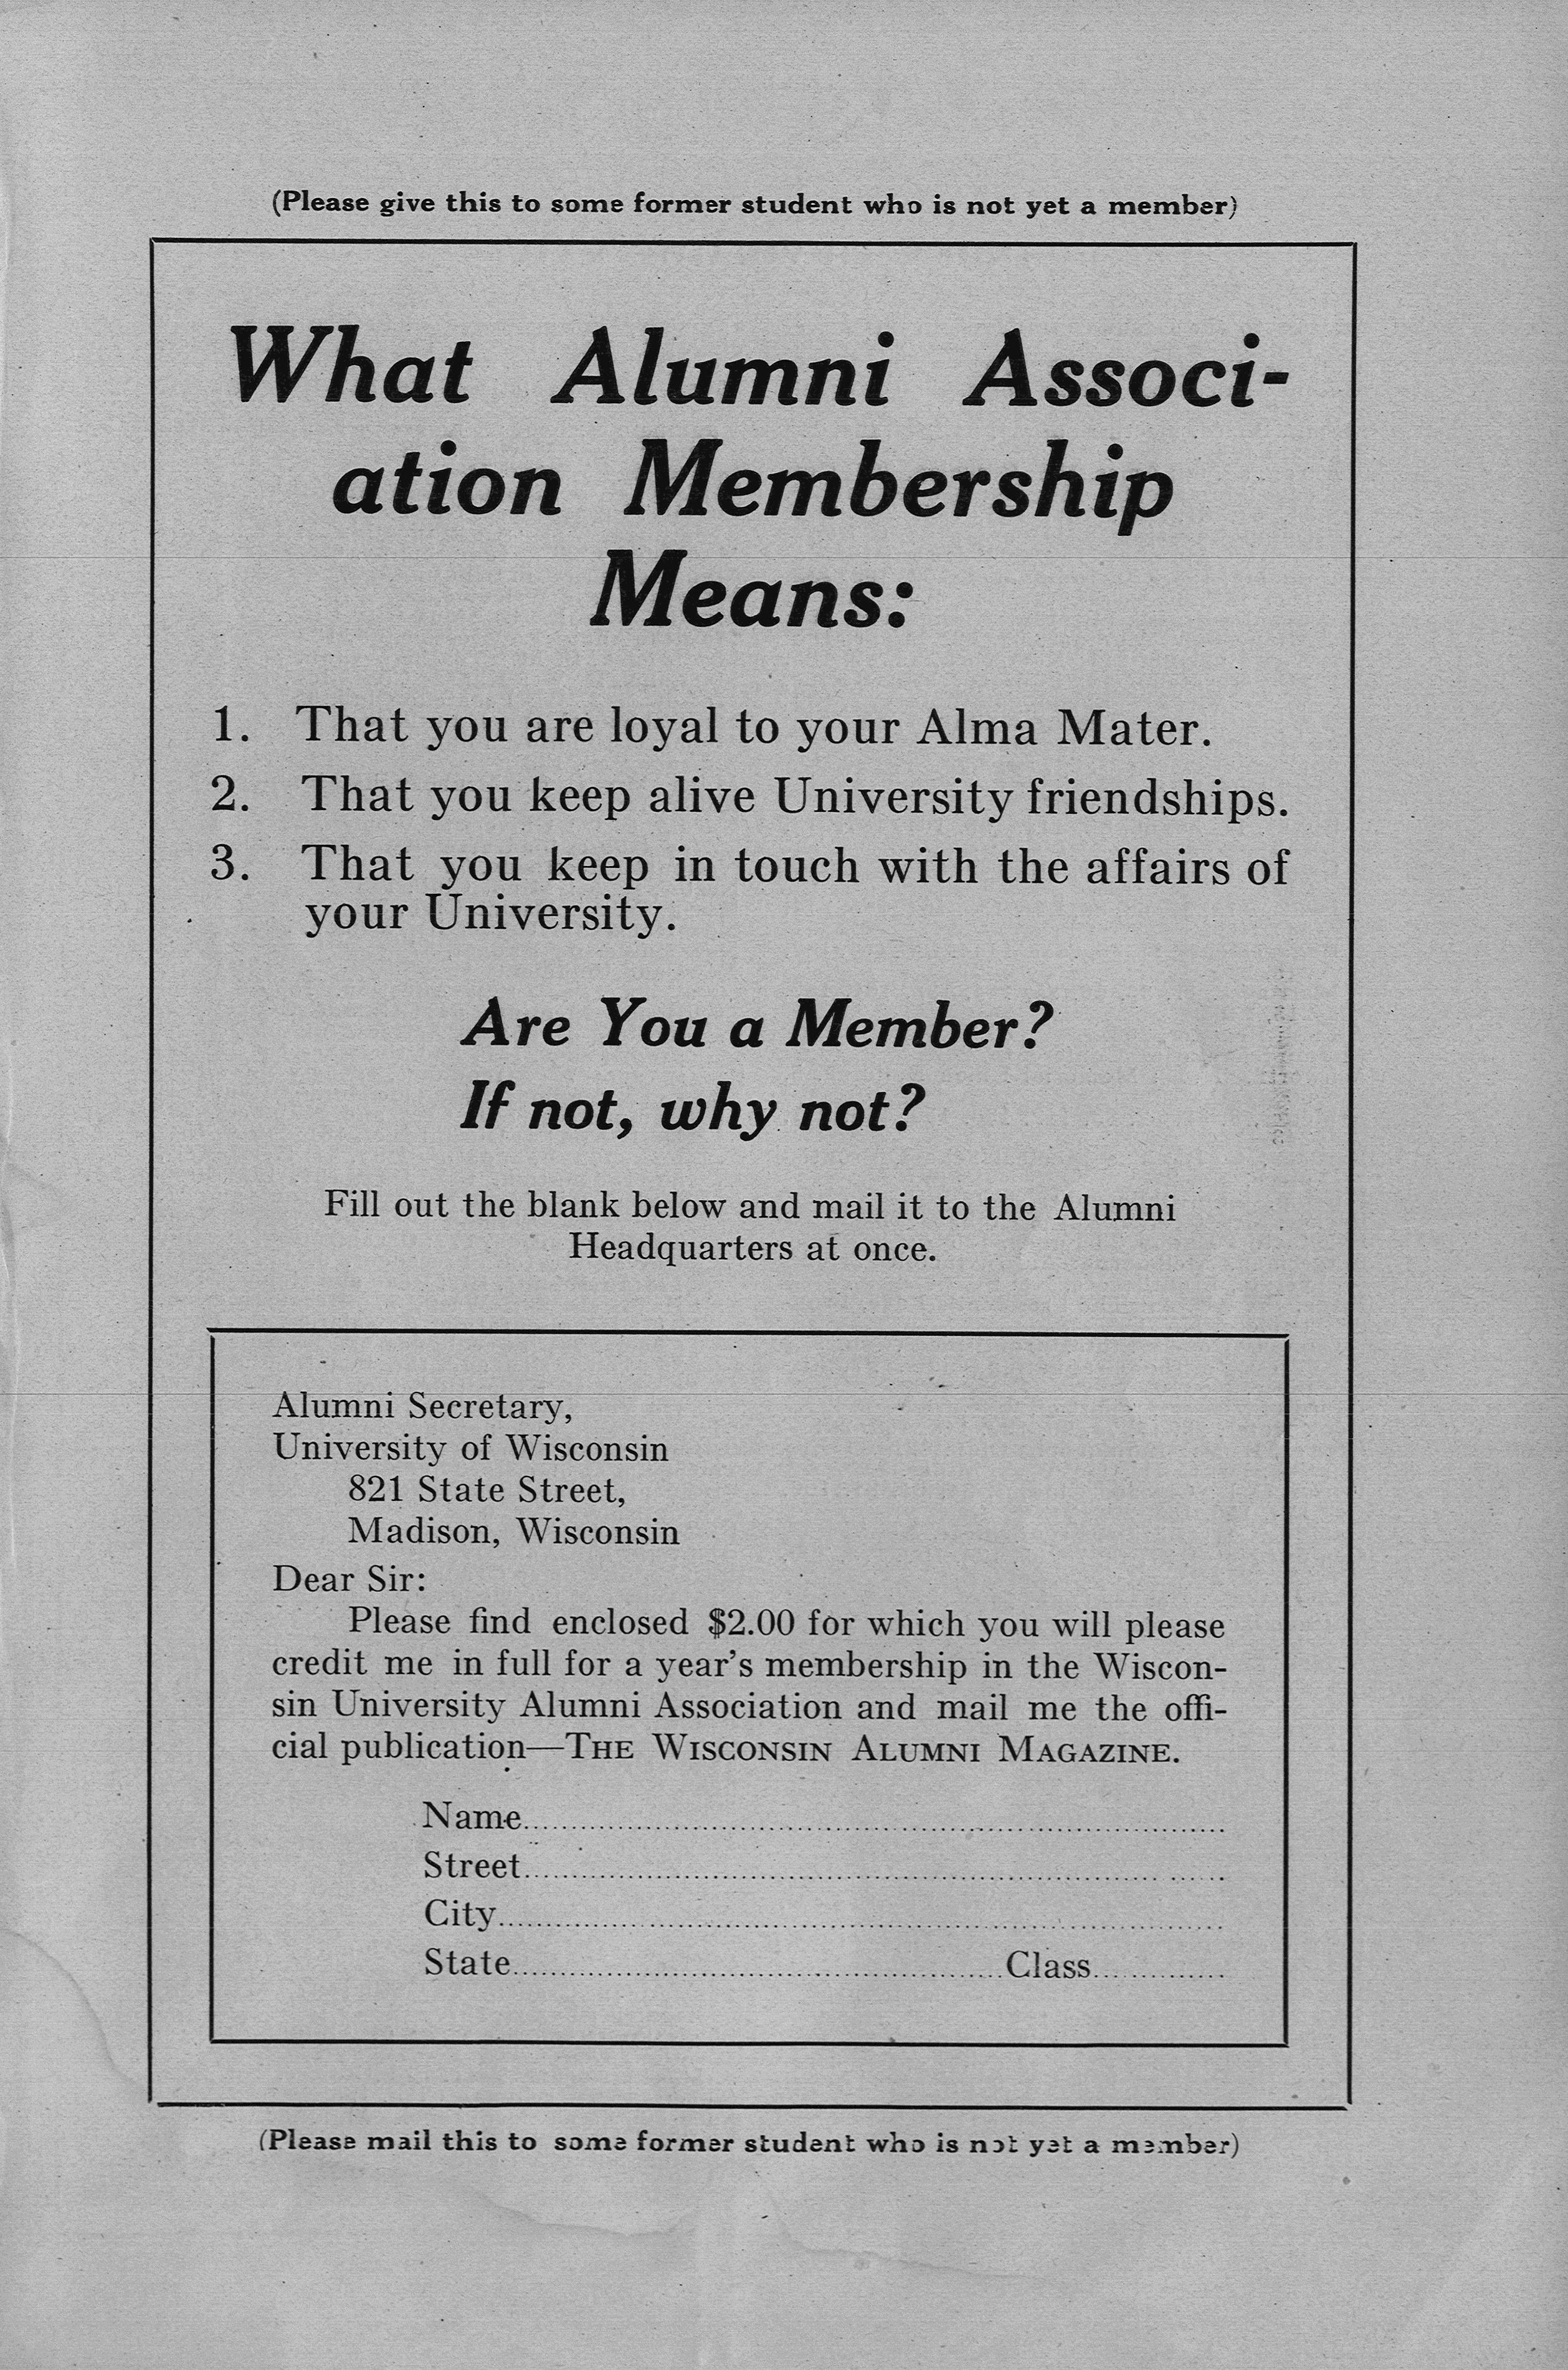 (Please give this to some former student who is not yet a member)
What Alumni Associ-
ation Membership
Means:
1. That you are loyal to your Alma Mater.
2. That you keep alive University friendships.
3. That you keep in touch with the affairs of
your University.
Are You a Member?
If not, why not?
Fill out the blank below and mail it to the Alumni
Headquarters at once.
Alumni Secretary,
University of Wisconsin
821 State Street,
Madison, Wisconsin
Dear Sir:
Please find enclosed $2.00 for which you will please
credit me in full for a year's membership in the Wiscon-
sin University Alumni Association and mail me the offi-
cial publication—THE WISCONSIN ALUMNI MAGAZINE.
Name
Street
City
State Class
(Please mail this to some former student who is not yet a member)